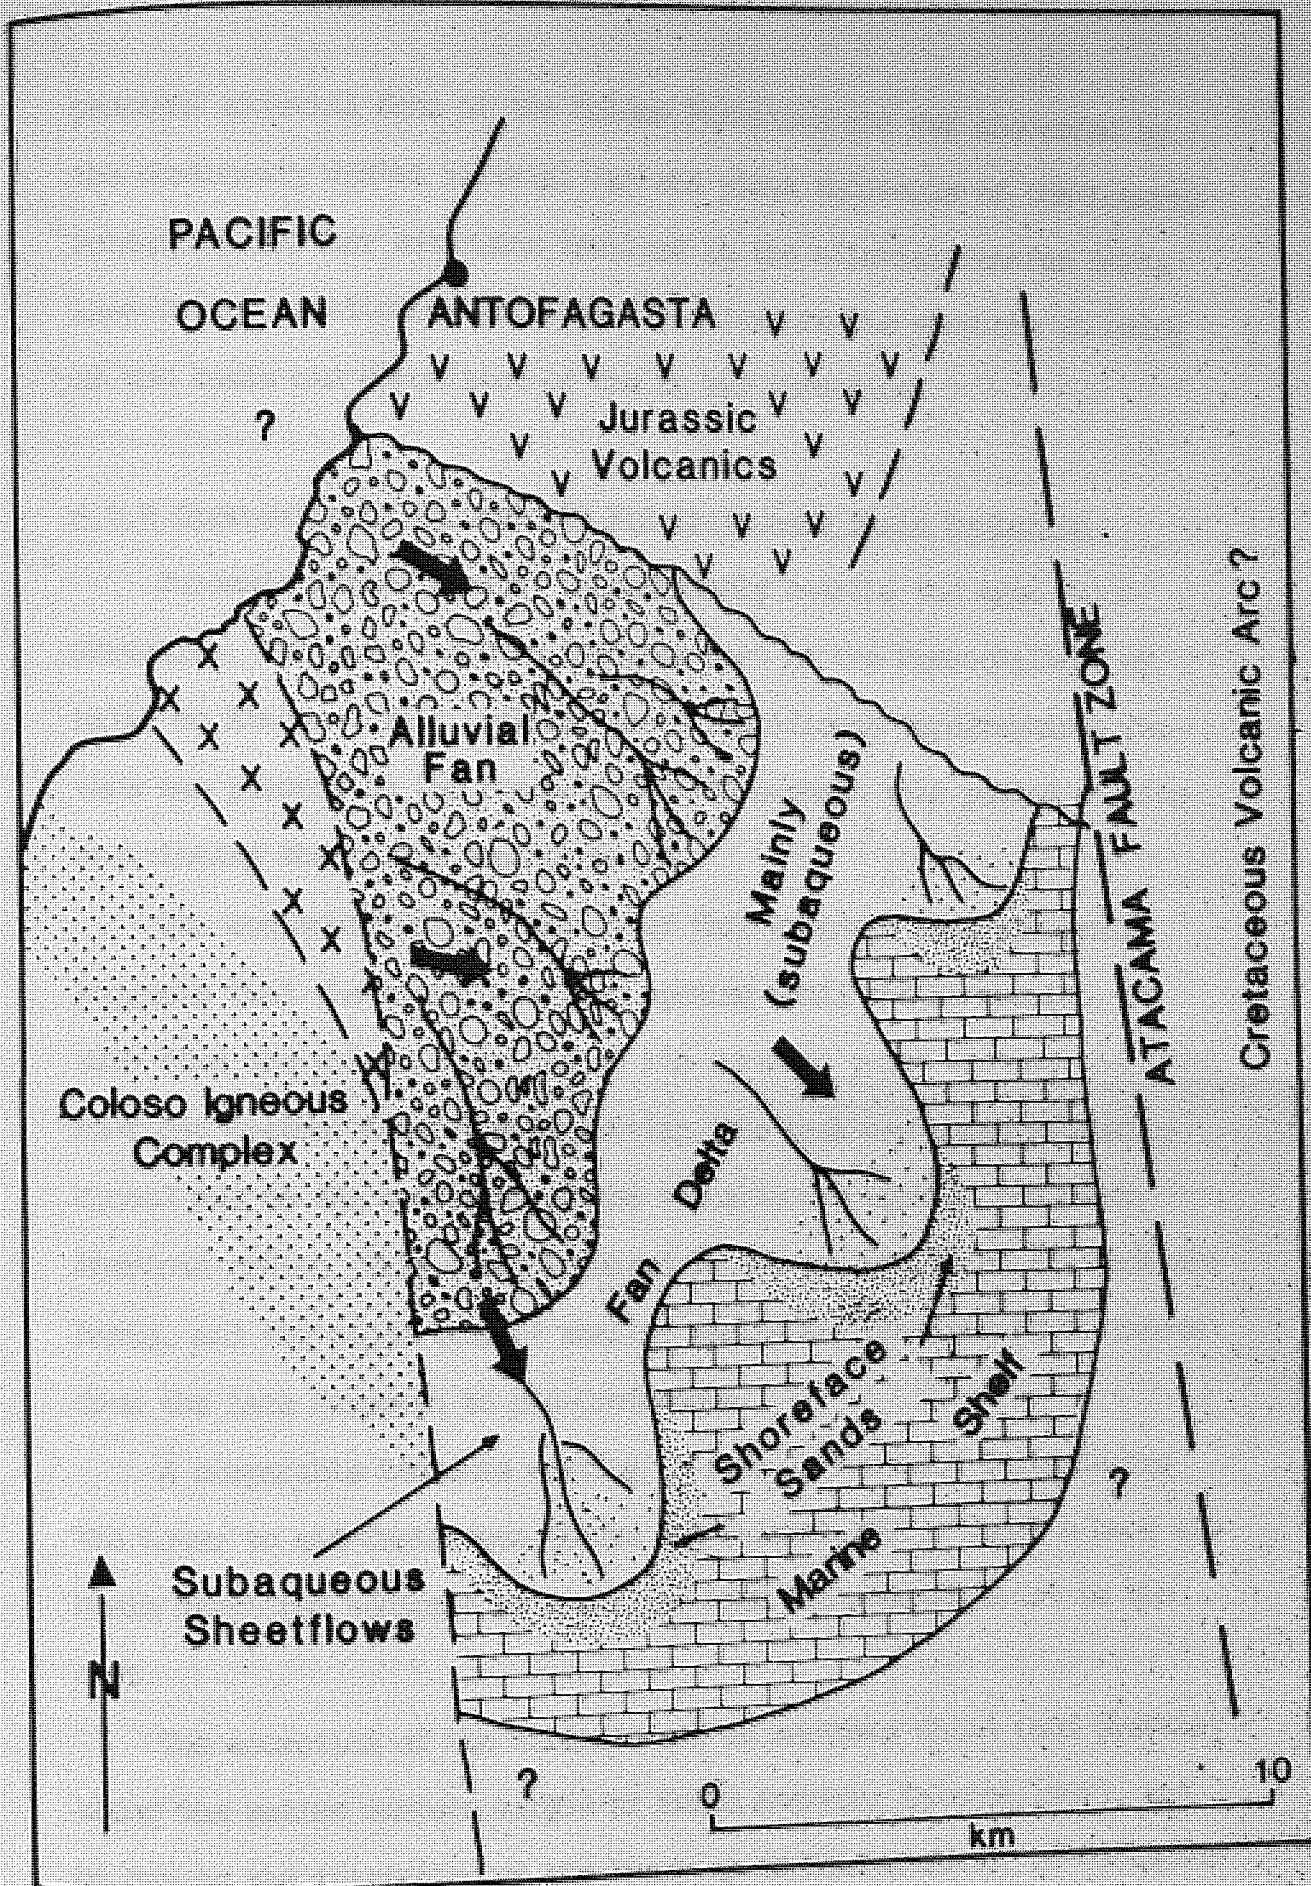 PACIFIC
OCEAN
?
ANTOFAGASTA
Jurassic
Volcanics
Alluvial
Fan
Mainly
(subaqueous)
ATACAMA FAULT ZONE
Cretaceous Volcanic Arc ?
Coloso Igneous
Complex
Fan Delta
Shoreface
Sands
Marine Shelf
?
Subaqueous
Sheetflows
N
?
0 10
km